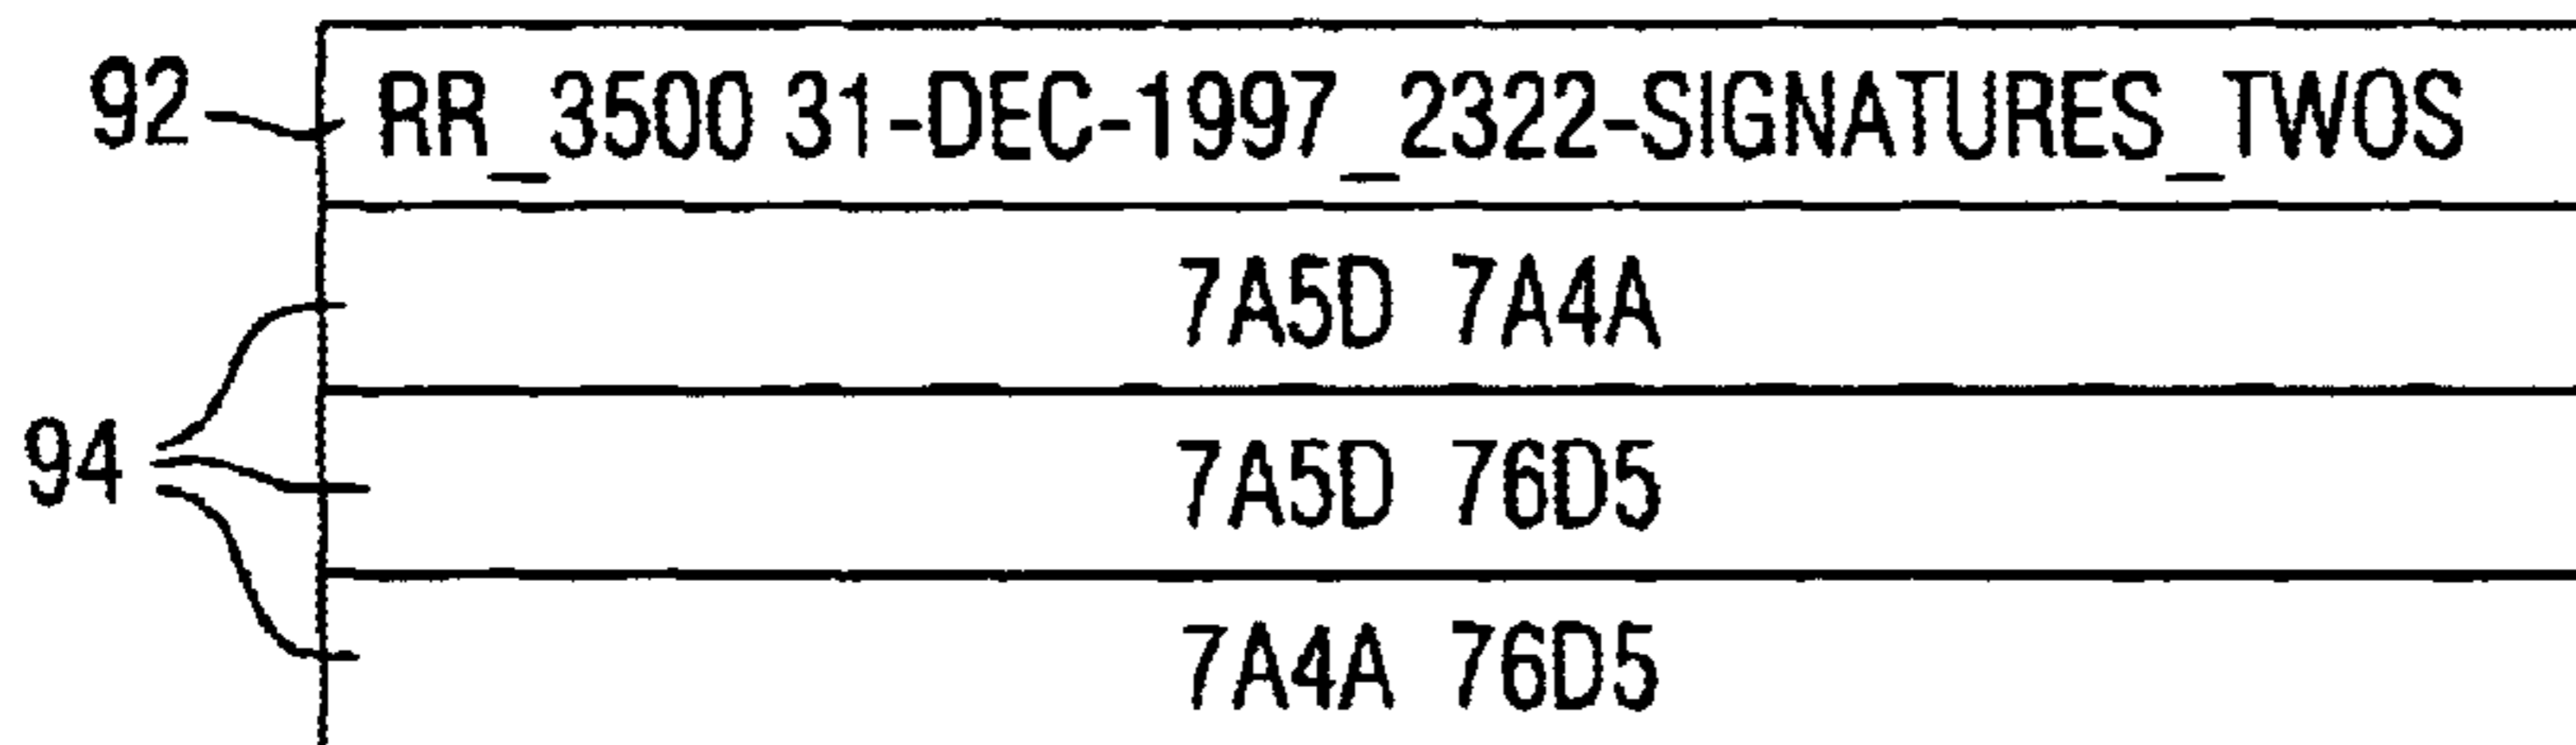 92 RR_3500 31-DEC-1997_2322-SIGNATURES_TWOS
7A5D 7A4A
94 7A5D 76D5
7A4A 76D5